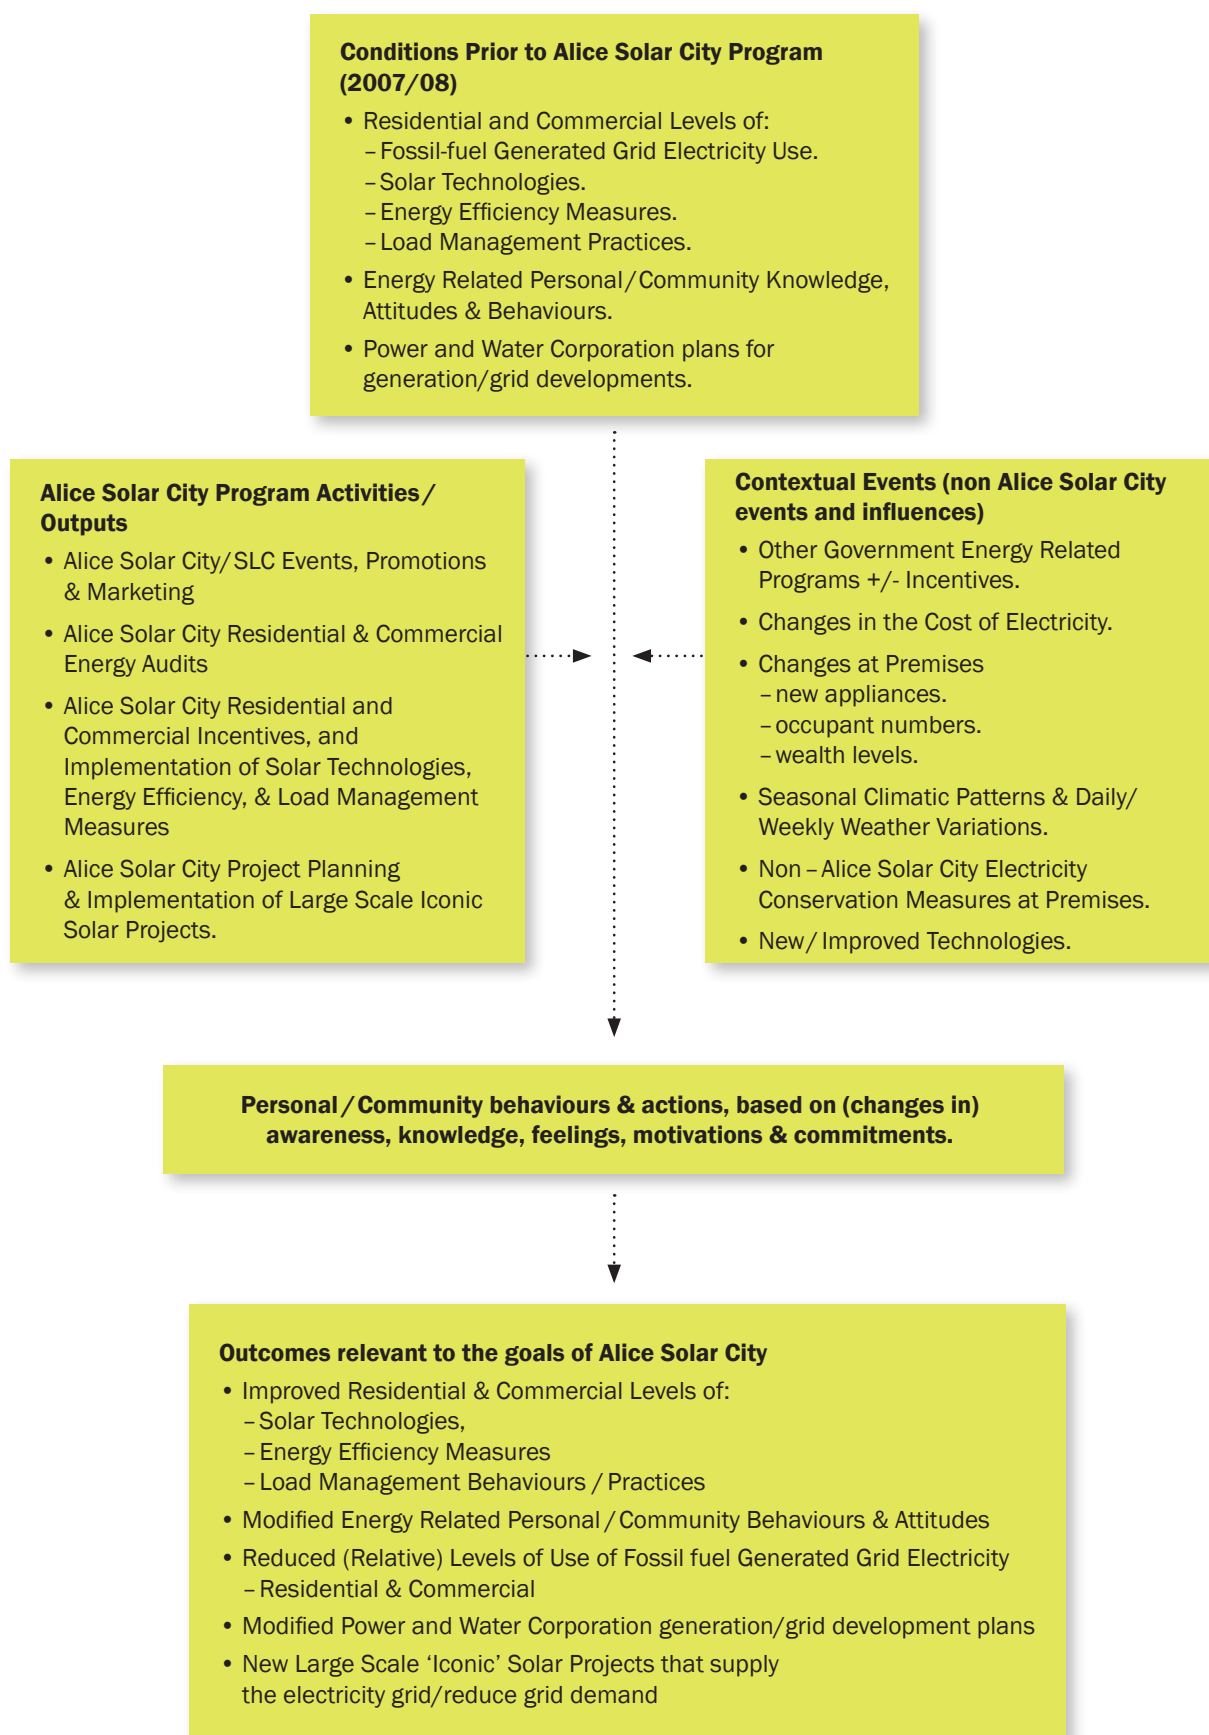 Conditions Prior to Alice Solar City Program
(2007/08)
• Residential and Commercial Levels of:
– Fossil-fuel Generated Grid Electricity Use.
– Solar Technologies.
– Energy Efficiency Measures.
– Load Management Practices.
• Energy Related Personal/Community Knowledge,
Attitudes & Behaviours.
• Power and Water Corporation plans for
generation/grid developments.
Alice Solar City Program Activities/
Outputs
• Alice Solar City/SLC Events, Promotions
& Marketing
• Alice Solar City Residential & Commercial
Energy Audits
• Alice Solar City Residential and
Commercial Incentives, and
Implementation of Solar Technologies,
Energy Efficiency, & Load Management
Measures
• Alice Solar City Project Planning
& Implementation of Large Scale Iconic
Solar Projects.
Contextual Events (non Alice Solar City
events and influences)
• Other Government Energy Related
Programs +/- Incentives.
• Changes in the Cost of Electricity.
• Changes at Premises
– new appliances.
– occupant numbers.
– wealth levels.
• Seasonal Climatic Patterns & Daily/
Weekly Weather Variations.
• Non – Alice Solar City Electricity
Conservation Measures at Premises.
• New/Improved Technologies.
Personal/Community behaviours & actions, based on (changes in)
awareness, knowledge, feelings, motivations & commitments.
Outcomes relevant to the goals of Alice Solar City
• Improved Residential & Commercial Levels of:
– Solar Technologies,
– Energy Efficiency Measures
– Load Management Behaviours / Practices
• Modified Energy Related Personal/Community Behaviours & Attitudes
• Reduced (Relative) Levels of Use of Fossil fuel Generated Grid Electricity
– Residential & Commercial
• Modified Power and Water Corporation generation/grid development plans
• New Large Scale ‘Iconic’ Solar Projects that supply
the electricity grid/reduce grid demand